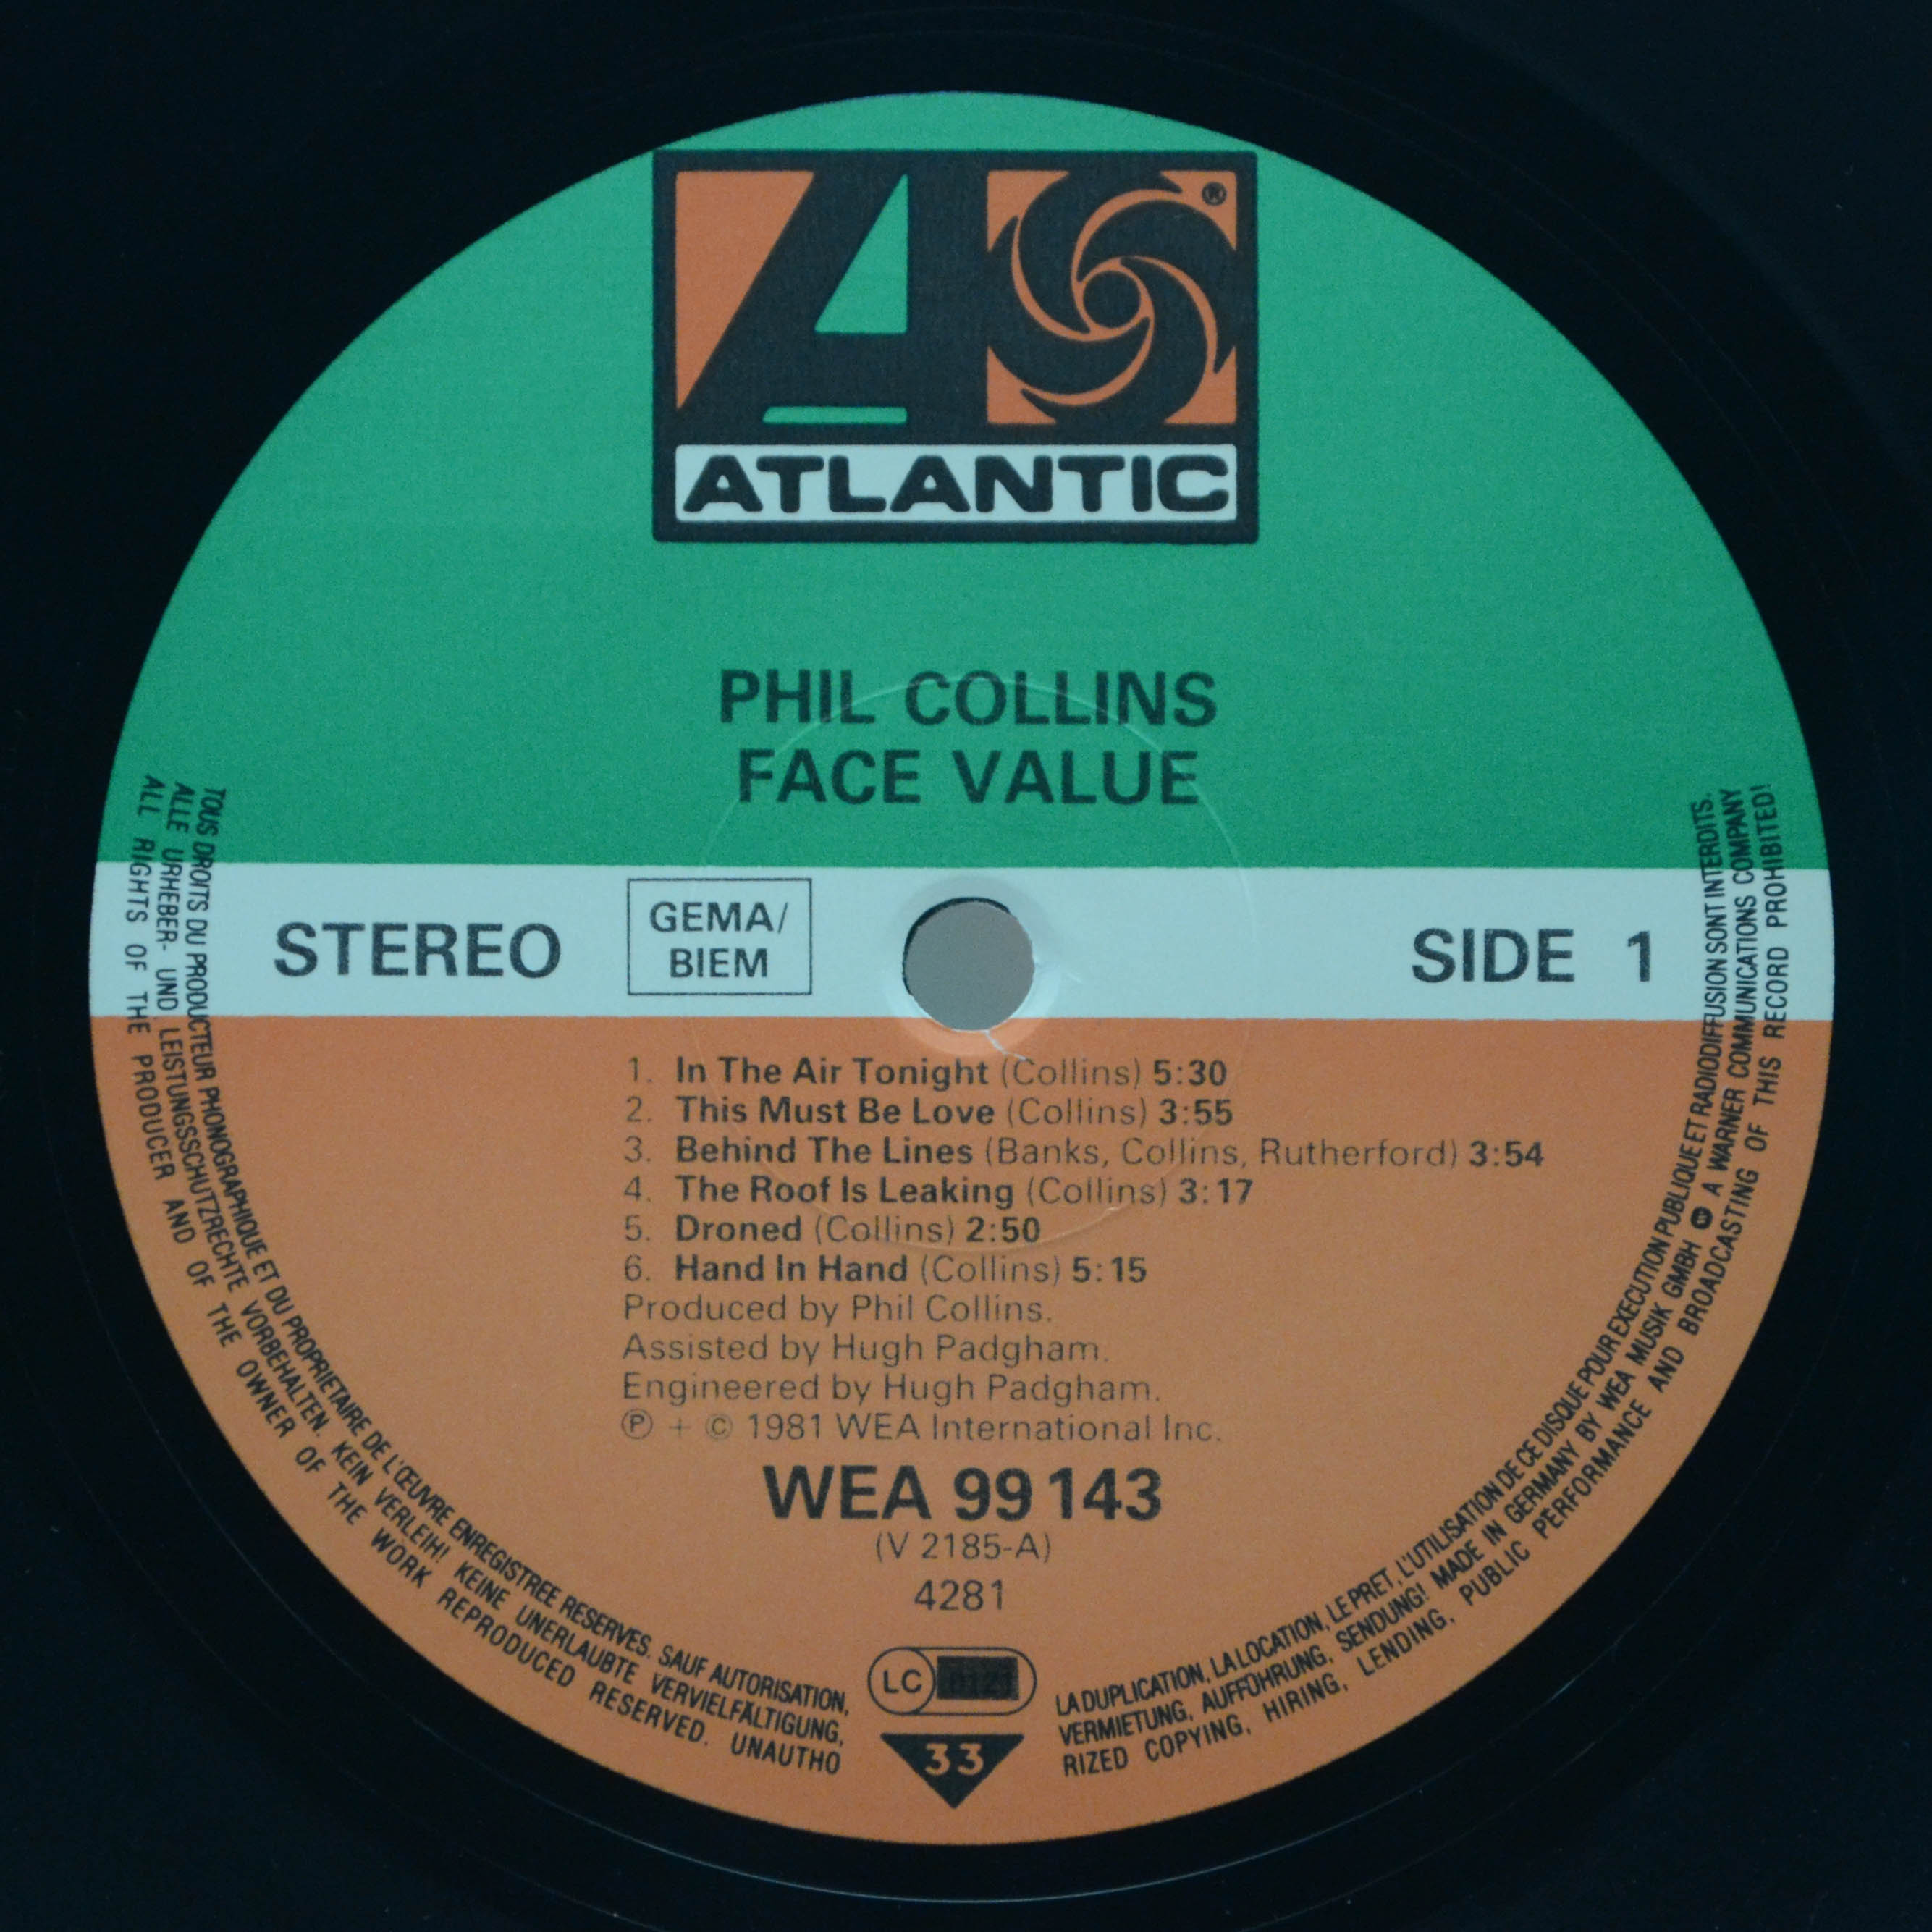 ®
ATLANTIC
PHIL COLLINS
FACE VALUE
STEREO
GEMA/
BIEM
SIDE 1
1. In The Air Tonight (Collins) 5:30
2. This Must Be Love (Collins) 3:55
3. Behind The Lines (Banks, Collins, Rutherford) 3:54
4. The Roof Is Leaking (Collins) 3:17
5. Droned (Collins) 2:50
6. Hand In Hand (Collins) 5:15
Produced by Phil Collins.
Assisted by Hugh Padgham.
Engineered by Hugh Padgham.
Ⓟ + © 1981 WEA International Inc.
WEA 99 143
(V 2185-A)
4281
LC
33
TOUS DROITS DU PRODUCTEUR PHONOGRAPHIQUE ET DU PROPRIETAIRE DE L'ŒUVRE ENREGISTREE RESERVES. SAUF AUTORISATION, LA DUPLICATION, LA LOCATION, LE PRET, L'UTILISATION DE CE DISQUE POUR EXECUTION PUBLIQUE ET RADIODIFFUSION SONT INTERDITS.
ALLE URHEBER- UND LEISTUNGSSCHUTZRECHTE VORBEHALTEN. KEIN VERLEIH! KEINE UNERLAUBTE VERVIELFÄLTIGUNG, VERMIETUNG, AUFFÜHRUNG, SENDUNG! MADE IN GERMANY BY WEA MUSIK GMBH A WARNER COMMUNICATIONS COMPANY
ALL RIGHTS OF THE PRODUCER AND OF THE OWNER OF THE WORK REPRODUCED RESERVED. UNAUTHORIZED COPYING, HIRING, LENDING, PUBLIC PERFORMANCE AND BROADCASTING OF THIS RECORD PROHIBITED!